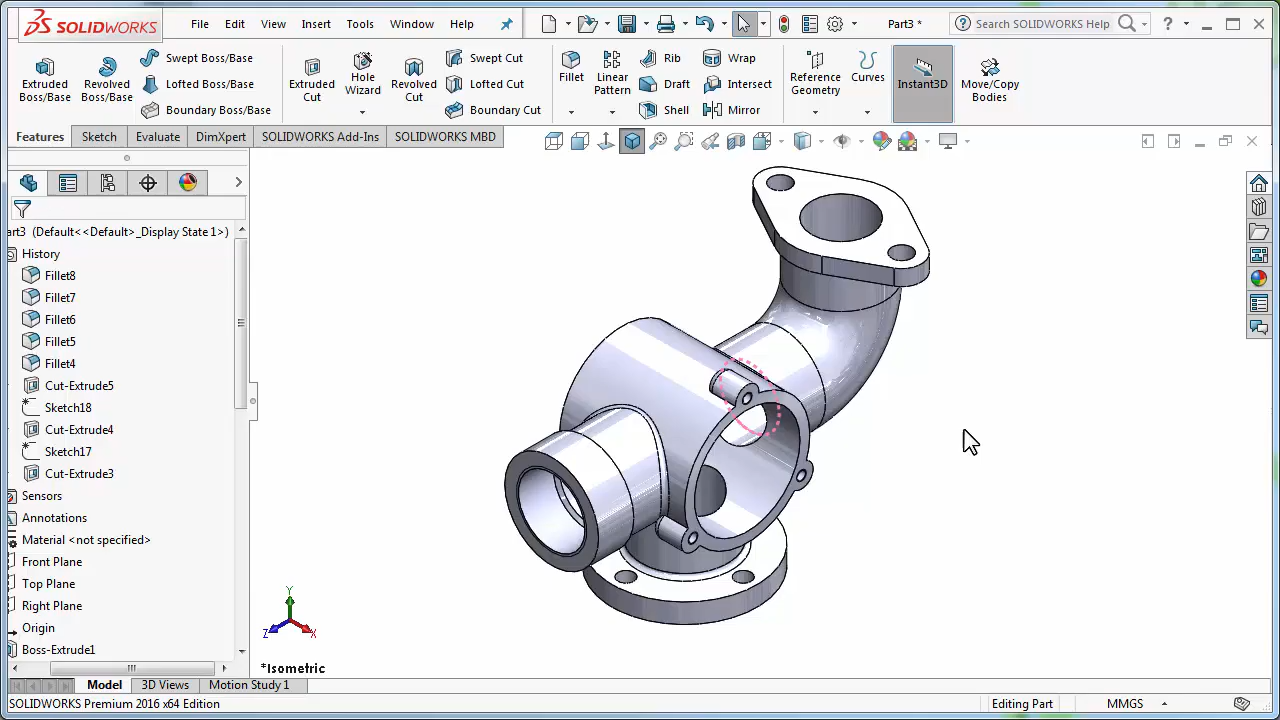 SOLIDWORKS File Edit View Insert Tools Window Help Part3 * Search SOLIDWORKS Help ?
Extruded Boss/Base
Revolved Boss/Base
Swept Boss/Base
Lofted Boss/Base
Boundary Boss/Base
Extruded Cut
Hole Wizard
Revolved Cut
Swept Cut
Lofted Cut
Boundary Cut
Fillet
Linear Pattern
Rib
Draft
Shell
Wrap
Intersect
Mirror
Reference Geometry
Curves
Instant3D
Move/Copy Bodies
Features Sketch Evaluate DimXpert SOLIDWORKS Add-Ins SOLIDWORKS MBD
art3 (Default<<Default>_Display State 1>)
History
Fillet8
Fillet7
Fillet6
Fillet5
Fillet4
Cut-Extrude5
Sketch18
Cut-Extrude4
Sketch17
Cut-Extrude3
Sensors
Annotations
Material <not specified>
Front Plane
Top Plane
Right Plane
Origin
Boss-Extrude1
Y
Z X
*Isometric
Model 3D Views Motion Study 1
SOLIDWORKS Premium 2016 x64 Edition Editing Part MMGS